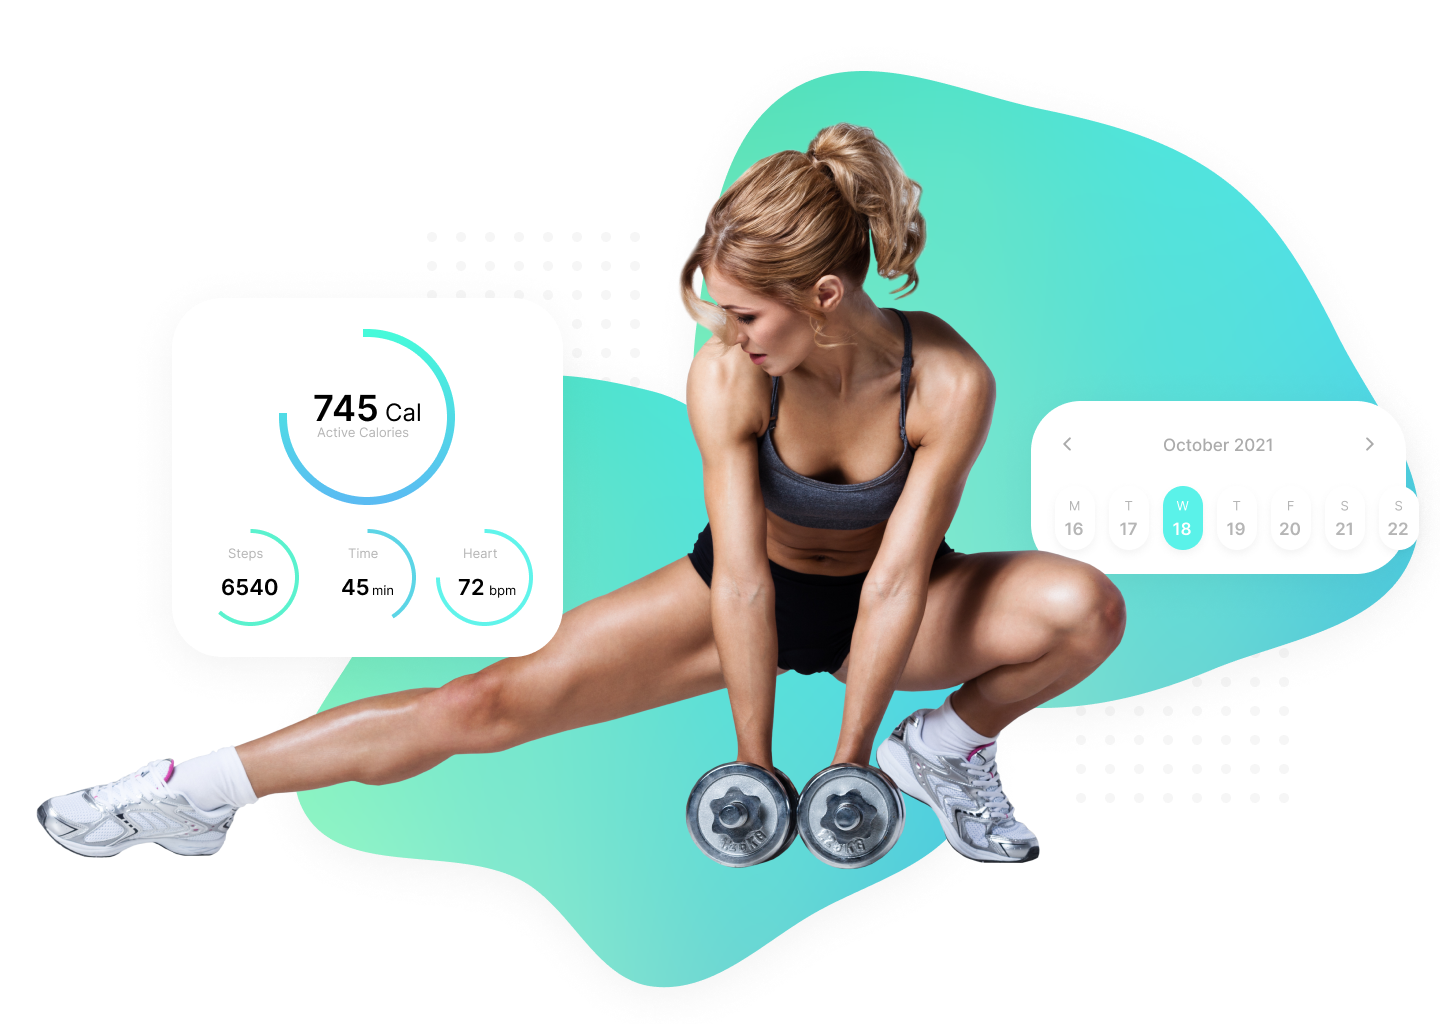 745 Cal
Active Calories
Steps
6540
Time
45 min
Heart
72 bpm
October 2021
M T W T F S S
16 17 18 19 20 21 22